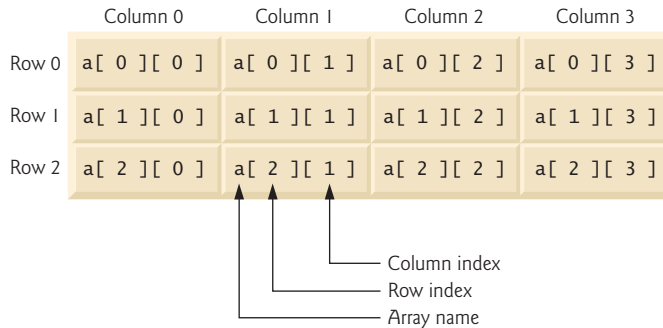 Column 0 Column 1 Column 2 Column 3
Row 0 a[ 0 ][ 0 ] a[ 0 ][ 1 ] a[ 0 ][ 2 ] a[ 0 ][ 3 ]
Row 1 a[ 1 ][ 0 ] a[ 1 ][ 1 ] a[ 1 ][ 2 ] a[ 1 ][ 3 ]
Row 2 a[ 2 ][ 0 ] a[ 2 ][ 1 ] a[ 2 ][ 2 ] a[ 2 ][ 3 ]
Column index
Row index
Array name